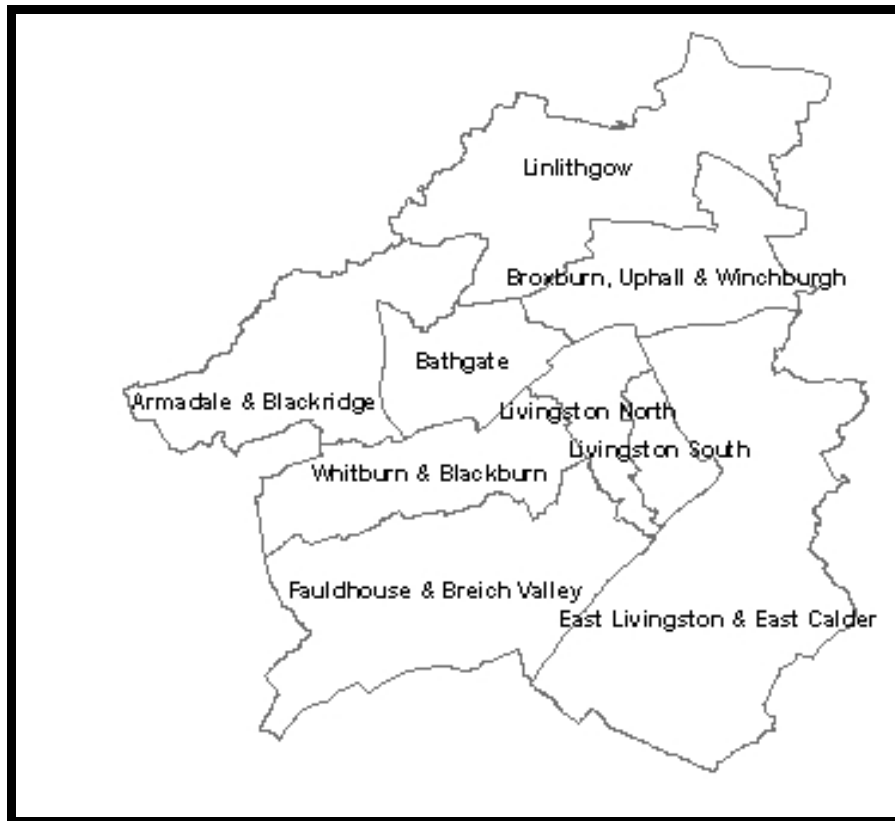 Linlithgow
Broxburn, Uphall & Winchburgh
Bathgate
Armadale & Blackridge
Livingston North
Livingston South
Whitburn & Blackburn
Fauldhouse & Breich Valley
East Livingston & East Calder